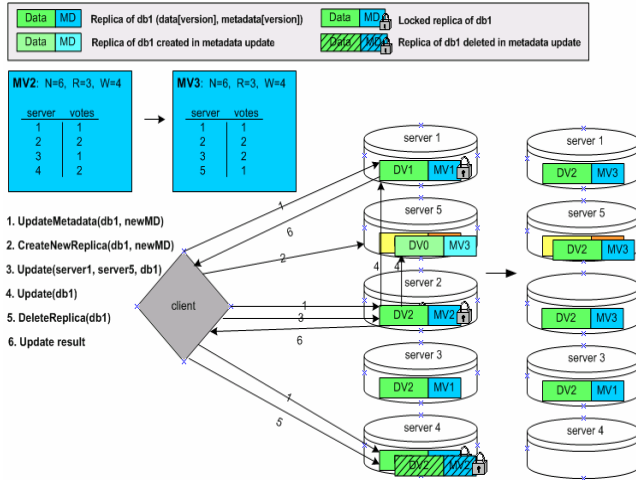 Data MD Replica of db1 (data[version], metadata[version])
Data MD Locked replica of db1
Data MD Replica of db1 created in metadata update
Data MD Replica of db1 deleted in metadata update
MV2: N=6, R=3, W=4
server votes
1 1
2 2
3 1
4 2
MV3: N=6, R=3, W=4
server votes
1 1
2 2
3 2
5 1
1. UpdateMetadata(db1, newMD)
2. CreateNewReplica(db1, newMD)
3. Update(server1, server5, db1)
4. Update(db1)
5. DeleteReplica(db1)
6. Update result
client
1
6
2
1
3
6
1
5
4
4
server 1
DV1 MV1
server 5
DV0 MV3
server 2
DV2 MV2
server 3
DV2 MV1
server 4
DV2 MV2
server 1
DV2 MV3
server 5
DV2 MV3
DV2 MV3
server 3
DV2 MV1
server 4